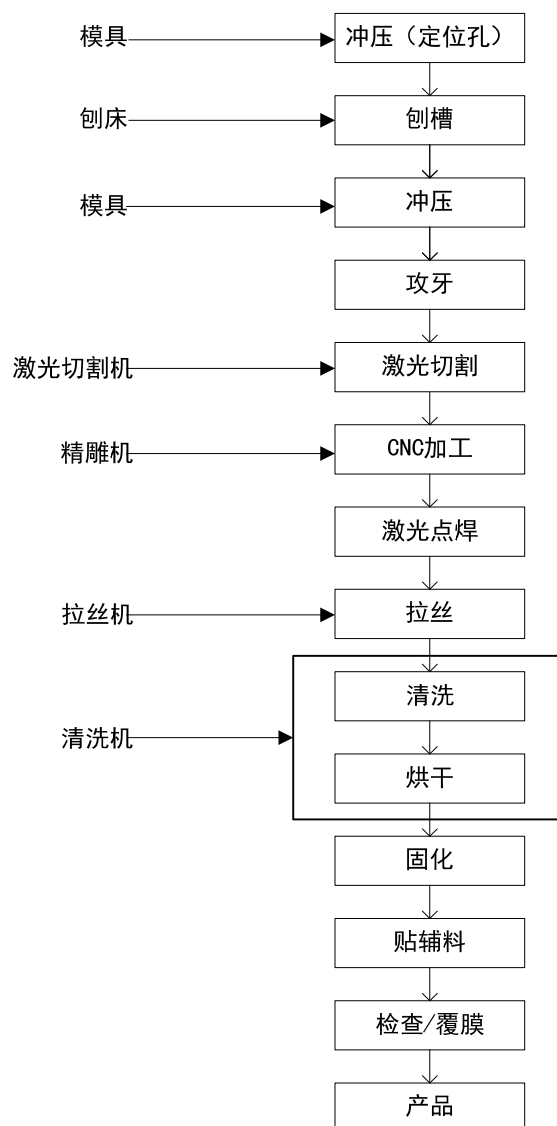 模具
冲压（定位孔）
刨床
刨槽
模具
冲压
攻牙
激光切割机
激光切割
精雕机
CNC加工
激光点焊
拉丝机
拉丝
清洗
清洗机
烘干
固化
贴辅料
检查/覆膜
产品